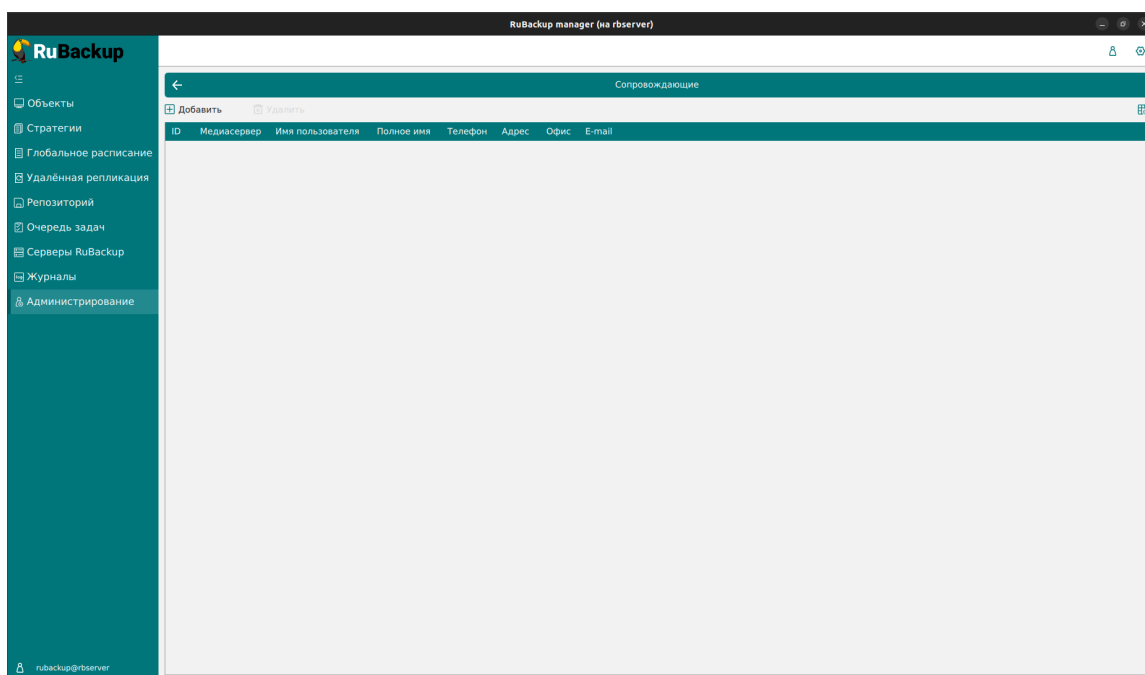 RuBackup manager (на rbserver)
RuBackup
Объекты
Стратегии
Глобальное расписание
Удалённая репликация
Репозиторий
Очередь задач
Серверы RuBackup
Журналы
Администрирование
rubackup@rbserver
Сопровождающие
Добавить Удалить
ID Медиасервер Имя пользователя Полное имя Телефон Адрес Офис E-mail